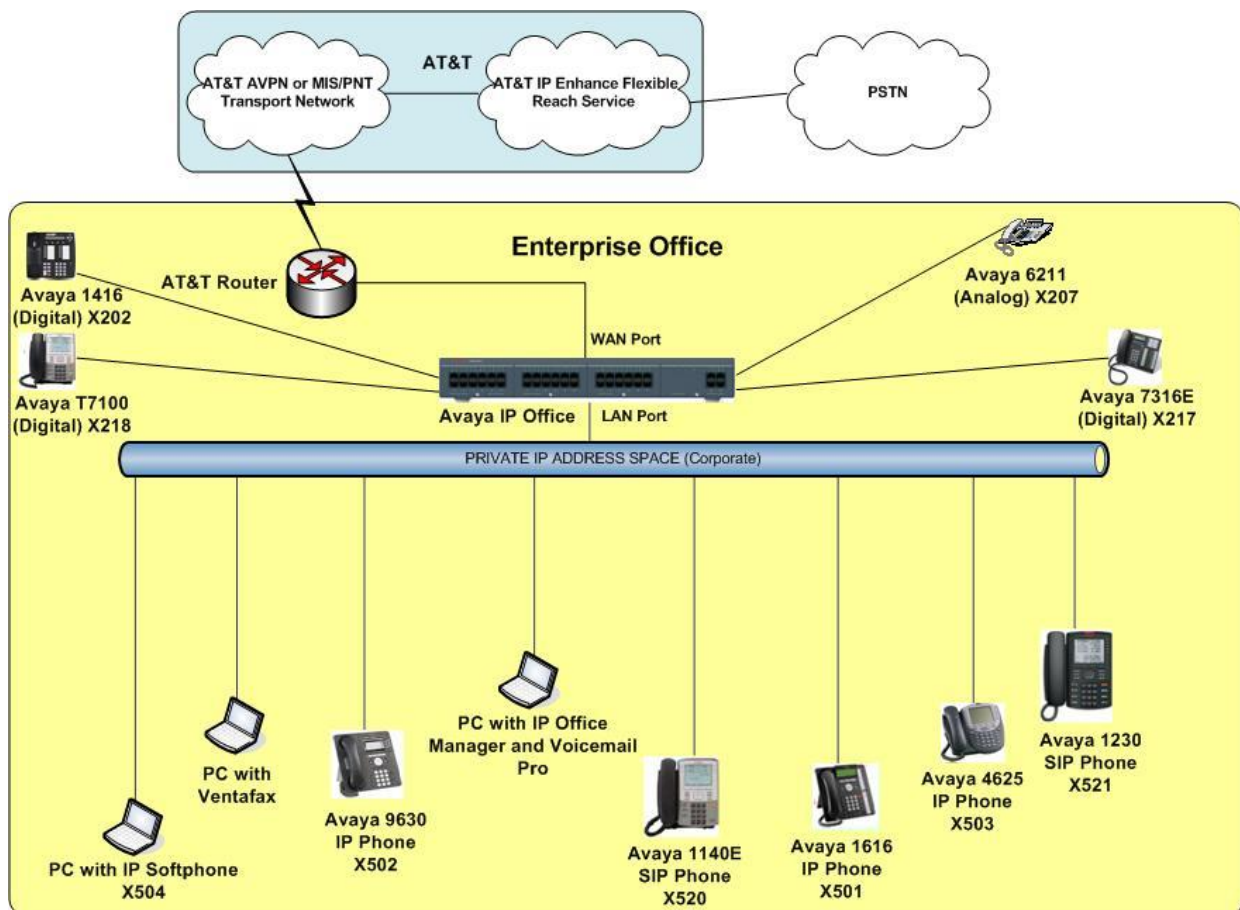 AT&T AVPN or MIS/PNT
Transport Network
AT&T
AT&T IP Enhance Flexible
Reach Service
PSTN
Enterprise Office
AT&T Router
Avaya 1416
(Digital) X202
Avaya 6211
(Analog) X207
WAN Port
Avaya T7100
(Digital) X218
Avaya IP Office
LAN Port
Avaya 7316E
(Digital) X217
PRIVATE IP ADDRESS SPACE (Corporate)
PC with IP Softphone
X504
PC with
Ventafax
Avaya 9630
IP Phone
X502
PC with IP Office
Manager and Voicemail
Pro
Avaya 1140E
SIP Phone
X520
Avaya 1616
IP Phone
X501
Avaya 4625
IP Phone
X503
Avaya 1230
SIP Phone
X521